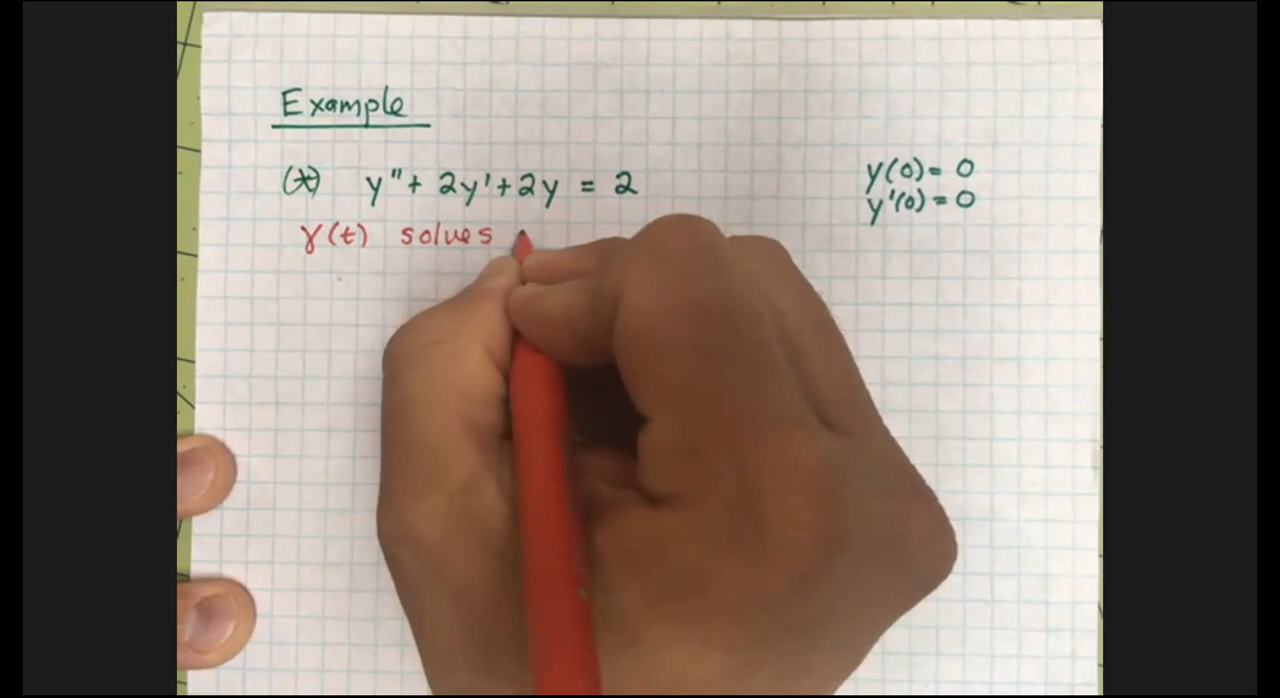 Example
(*) y" + 2y' + 2y = 2
y(0) = 0
y'(0) = 0
γ(t) solves